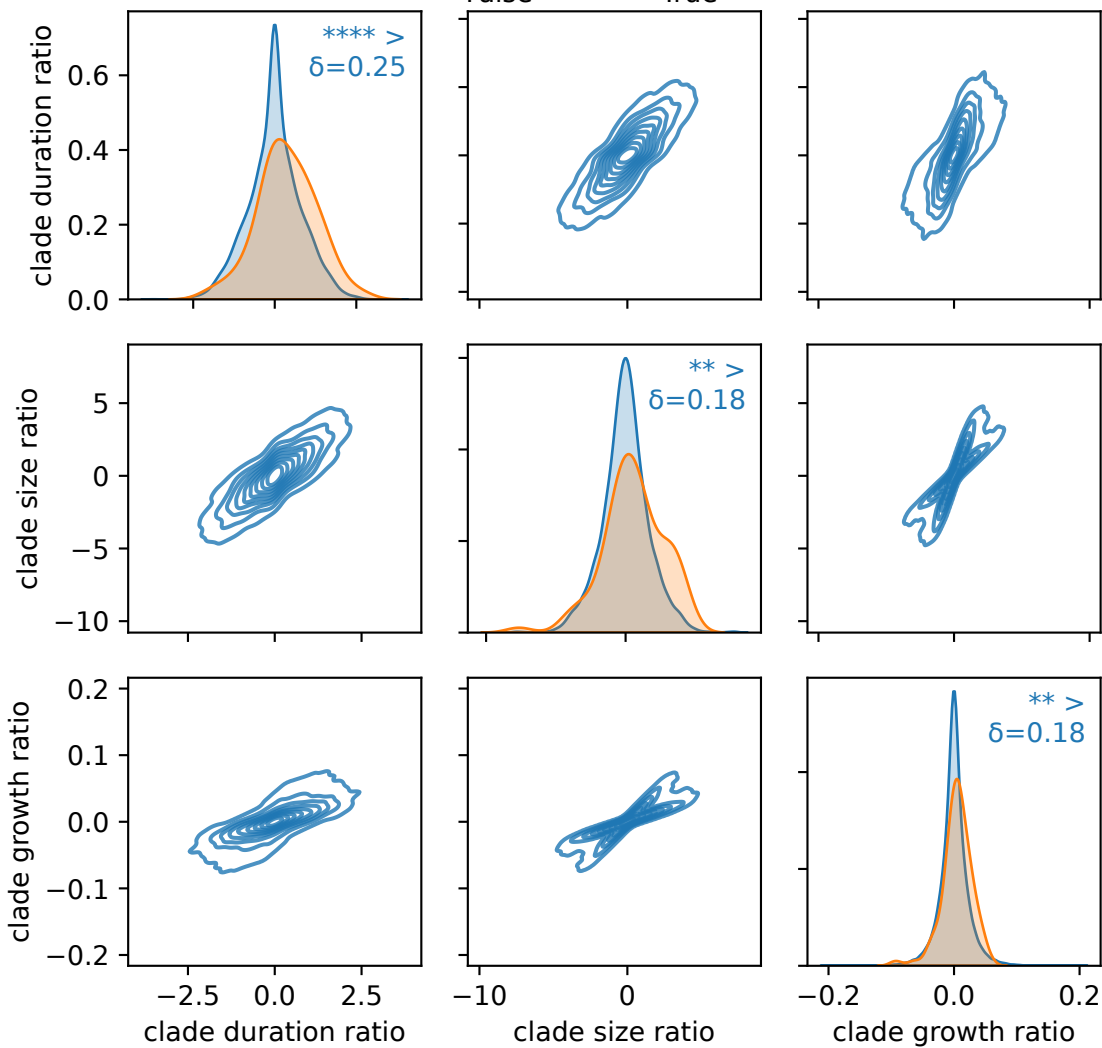 clade duration ratio
0.6
0.4
0.2
0.0
**** >
δ=0.25
clade size ratio
5
0
−5
−10
** >
δ=0.18
clade growth ratio
0.2
0.1
0.0
−0.1
−0.2
** >
δ=0.18
−2.5 0.0 2.5
−10 0
−0.2 0.0 0.2
clade duration ratio
clade size ratio
clade growth ratio